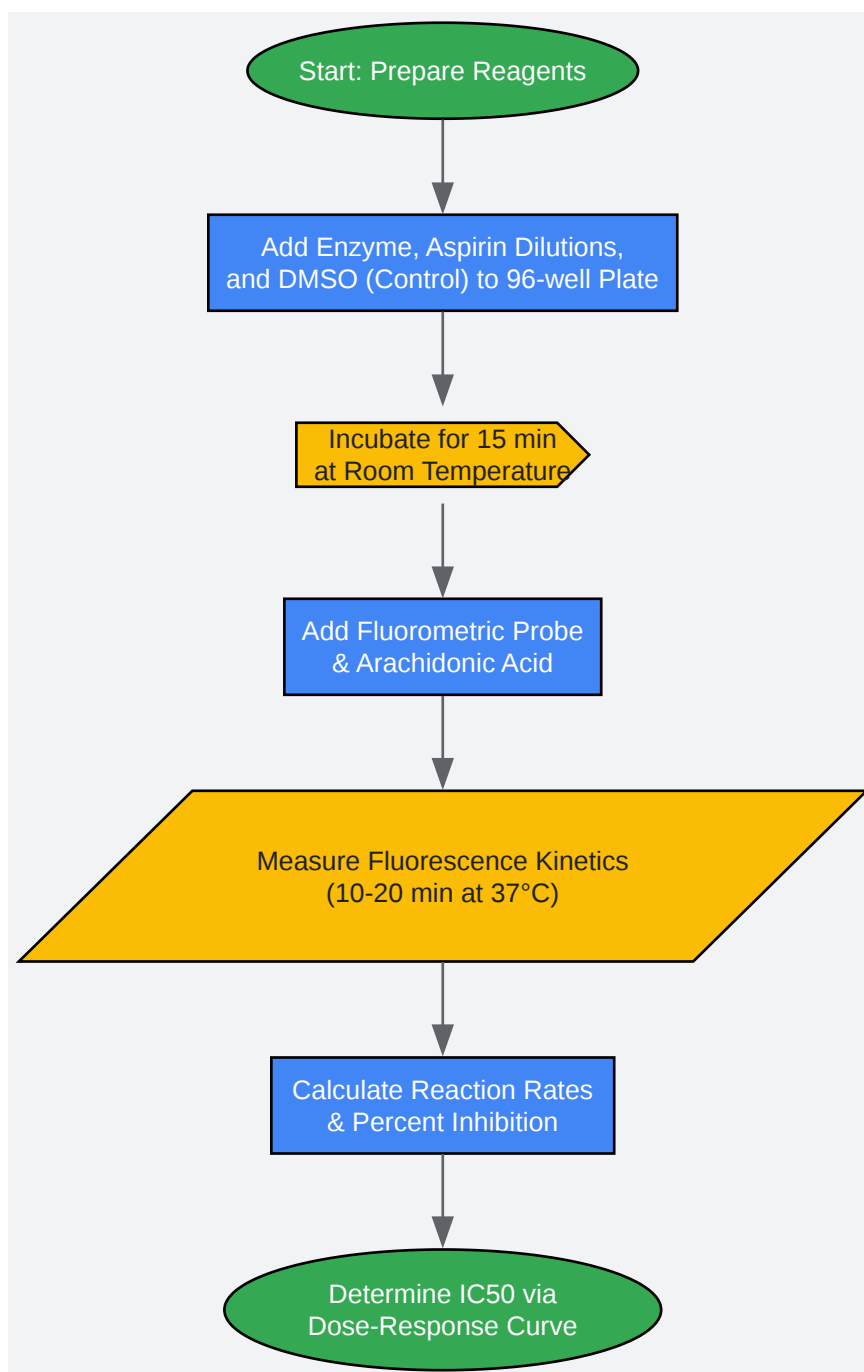 Start: Prepare Reagents
Add Enzyme, Aspirin Dilutions,
and DMSO (Control) to 96-well Plate
Incubate for 15 min
at Room Temperature
Add Fluorometric Probe
& Arachidonic Acid
Measure Fluorescence Kinetics
(10-20 min at 37°C)
Calculate Reaction Rates
& Percent Inhibition
Determine IC50 via
Dose-Response Curve